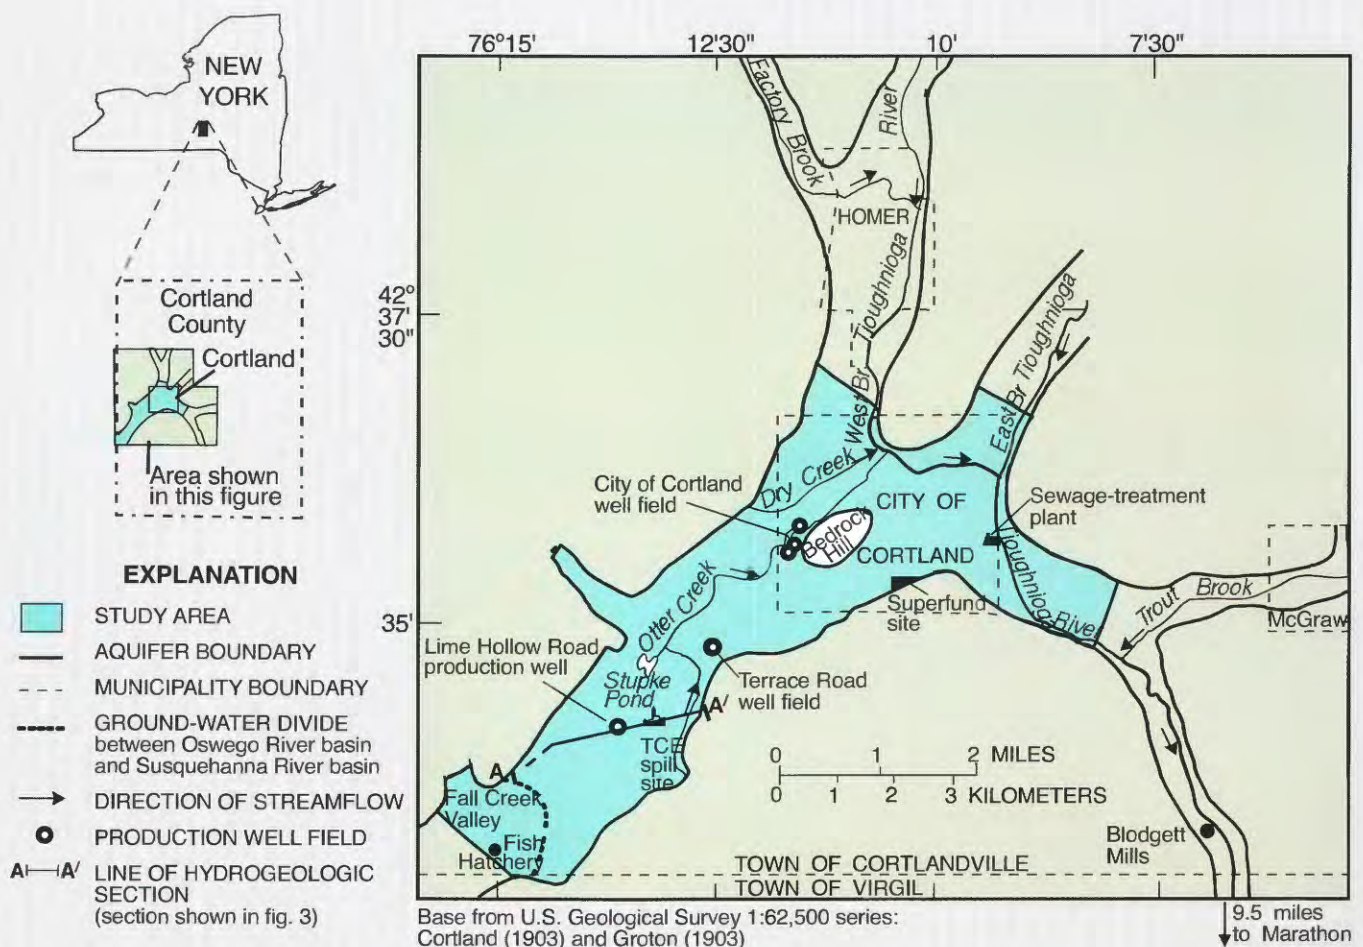 NEW
YORK
Cortland
County
Cortland
Area shown
in this figure
EXPLANATION
STUDY AREA
AQUIFER BOUNDARY
MUNICIPALITY BOUNDARY
GROUND-WATER DIVIDE
between Oswego River basin
and Susquehanna River basin
DIRECTION OF STREAMFLOW
PRODUCTION WELL FIELD
A A' LINE OF HYDROGEOLOGIC
SECTION
(section shown in fig. 3)
76°15' 12'30" 10' 7'30"
42°
37'
30"
35'
Factory Brook
River
HOMER
Tioughnioga
West Br
East Br Tioughnioga
Dry Creek
City of Cortland
well field
CITY OF
CORTLAND
Bedrock
Hill
Sewage-treatment
plant
Tioughnioga River
Superfund
site
Trout Brook
McGraw
Otter Creek
Lime Hollow Road
production well
Stupke
Pond
Terrace Road
well field
A'
TCE
spill
site
A
Fall Creek
Valley
Fish
Hatchery
0 1 2 MILES
0 1 2 3 KILOMETERS
Blodgett
Mills
TOWN OF CORTLANDVILLE
TOWN OF VIRGIL
Base from U.S. Geological Survey 1:62,500 series:
Cortland (1903) and Groton (1903)
9.5 miles
to Marathon